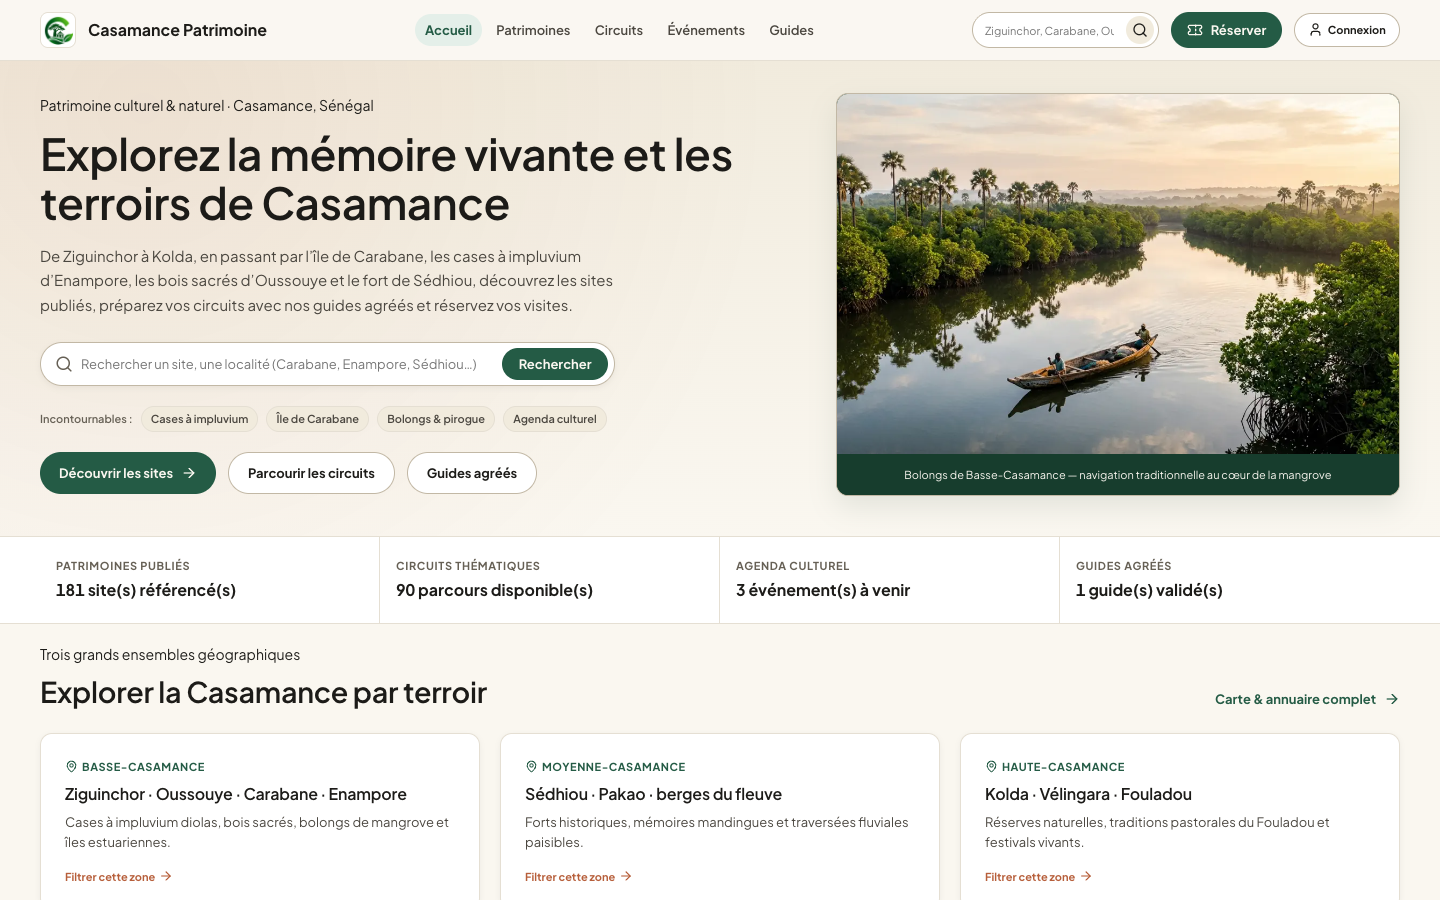 Casamance Patrimoine
Accueil
Patrimoines
Circuits
Événements
Guides
Ziguinchor, Carabane, Ou
Réserver
Connexion
Patrimoine culturel & naturel · Casamance, Sénégal
Explorez la mémoire vivante et les
terroirs de Casamance
De Ziguinchor à Kolda, en passant par l’île de Carabane, les cases à impluvium
d’Enampore, les bois sacrés d’Oussouye et le fort de Sédhiou, découvrez les sites
publiés, préparez vos circuits avec nos guides agréés et réservez vos visites.
Rechercher un site, une localité (Carabane, Enampore, Sédhiou…)
Rechercher
Incontournables :
Cases à impluvium
Île de Carabane
Bolongs & pirogue
Agenda culturel
Découvrir les sites
Parcourir les circuits
Guides agréés
Bolongs de Basse-Casamance — navigation traditionnelle au cœur de la mangrove
PATRIMOINES PUBLIÉS
181 site(s) référencé(s)
CIRCUITS THÉMATIQUES
90 parcours disponible(s)
AGENDA CULTUREL
3 événement(s) à venir
GUIDES AGRÉÉS
1 guide(s) validé(s)
Trois grands ensembles géographiques
Explorer la Casamance par terroir
Carte & annuaire complet
BASSE-CASAMANCE
Ziguinchor · Oussouye · Carabane · Enampore
Cases à impluvium diolas, bois sacrés, bolongs de mangrove et
îles estuariennes.
Filtrer cette zone
MOYENNE-CASAMANCE
Sédhiou · Pakao · berges du fleuve
Forts historiques, mémoires mandingues et traversées fluviales
paisibles.
Filtrer cette zone
HAUTE-CASAMANCE
Kolda · Vélingara · Fouladou
Réserves naturelles, traditions pastorales du Fouladou et
festivals vivants.
Filtrer cette zone